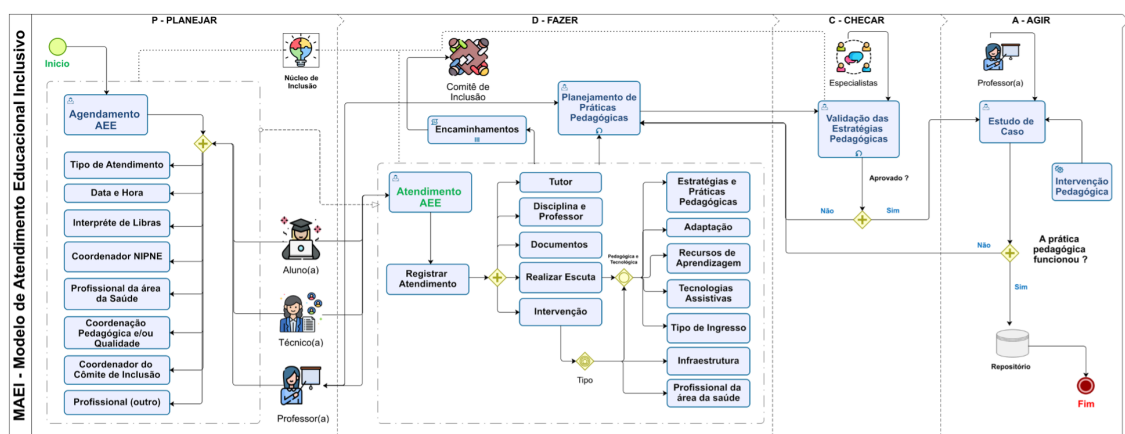 MAEI - Modelo de Atendimento Educacional Inclusivo
P - PLANEJAR
D - FAZER
C - CHECAR
A - AGIR
Inicio
Núcleo de
Inclusão
Agendamento
AEE
Tipo de Atendimento
Data e Hora
Interpréte de Libras
Coordenador NIPNE
Profissional da área
da Saúde
Coordenação
Pedagógica e/ou
Qualidade
Coordenador do
Cômite de Inclusão
Profissional (outro)
Aluno(a)
Técnico(a)
Professor(a)
Comitê de
Inclusão
Encaminhamentos
Planejamento de
Práticas
Pedagógicas
Atendimento
AEE
Registrar
Atendimento
Tutor
Disciplina e
Professor
Documentos
Realizar Escuta
Intervenção
Tipo
Pedagógica e
Tecnológica
Estratégias e
Práticas
Pedagógicas
Adaptação
Recursos de
Aprendizagem
Tecnologias
Assistivas
Tipo de Ingresso
Infraestrutura
Profissional da
área da saúde
Especialistas
Validação das
Estratégias
Pedagógicas
Aprovado ?
Não
Sim
Professor(a)
Estudo de
Caso
Intervenção
Pedagógica
Não
A prática
pedagógica
funcionou ?
Sim
Repositório
Fim